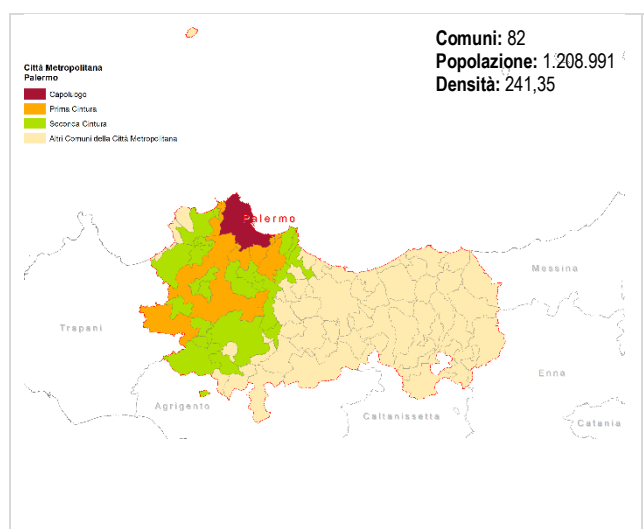 Comuni: 82
Popolazione: 1.208.991
Densità: 241,35
Città Metropolitana
Palermo
Capoluogo
Prima Cintura
Seconda Cintura
Altri Comuni della Città Metropolitana
Palermo
Messina
Trapani
Enna
Agrigento
Caltanissetta
Catania